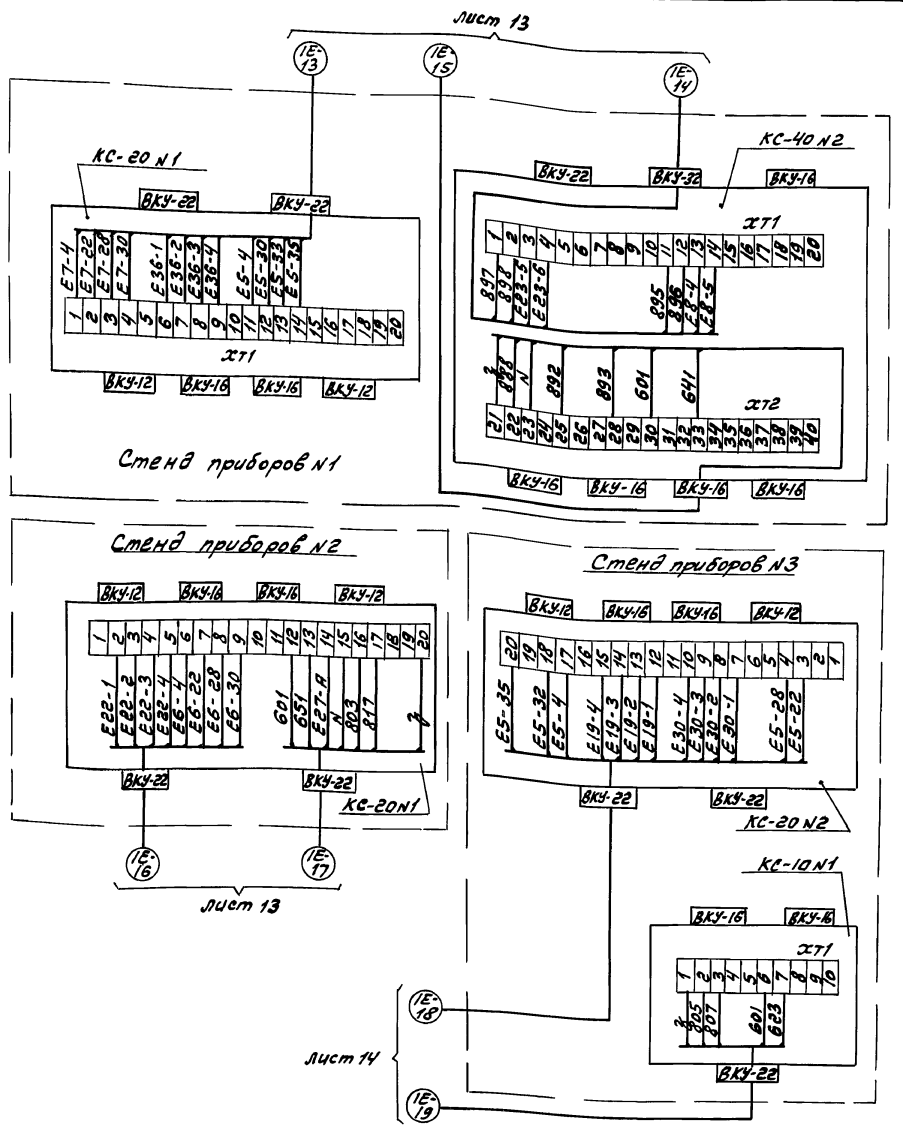 Лист 13
1Е-13
1Е-15
1Е-14
КС-20 N1
КС-40 N2
ВКУ-22 ВКУ-22
ВКУ-22 ВКУ-32 ВКУ-16
Е7-4 Е7-22 Е7-28 Е7-30 Е36-1 Е36-2 Е36-3 Е36-4 Е5-4 Е5-30 Е5-33 Е5-35
1 2 3 4 5 6 7 8 9 10 11 12 13 14 15 16 17 18 19 20
ХТ1
ВКУ-12 ВКУ-16 ВКУ-16 ВКУ-12
Стенд приборов N1
ХТ1
1 2 3 4 5 6 7 8 9 10 11 12 13 14 15 16 17 18 19 20
897 898 Е23-5 Е23-6 895 896 Е8-4 Е8-5
888 N 892 893 601 641
ХТ2
21 22 23 24 25 26 27 28 29 30 31 32 33 34 35 36 37 38 39 40
ВКУ-16 ВКУ-16 ВКУ-16 ВКУ-16
Стенд приборов N2
ВКУ-12 ВКУ-16 ВКУ-16 ВКУ-12
1 2 3 4 5 6 7 8 9 10 11 12 13 14 15 16 17 18 19 20
Е22-1 Е22-2 Е22-3 Е22-4 Е6-4 Е6-22 Е6-28 Е6-30 601 651 Е27-А N 803 817
ВКУ-22 ВКУ-22
КС-20 N1
1Е-16
1Е-17
Лист 13
Стенд приборов N3
ВКУ-12 ВКУ-16 ВКУ-16 ВКУ-12
20 19 18 17 16 15 14 13 12 11 10 9 8 7 6 5 4 3 2 1
Е5-35 Е5-32 Е5-4 Е19-4 Е19-3 Е19-2 Е19-1 Е30-4 Е30-3 Е30-2 Е30-1 Е5-28 Е5-22
ВКУ-22 ВКУ-22
КС-20 N2
КС-10 N1
ВКУ-16 ВКУ-16
ХТ1
1 2 3 4 5 6 7 8 9 10
805 807 601 623
ВКУ-22
1Е-18
Лист 14
1Е-19